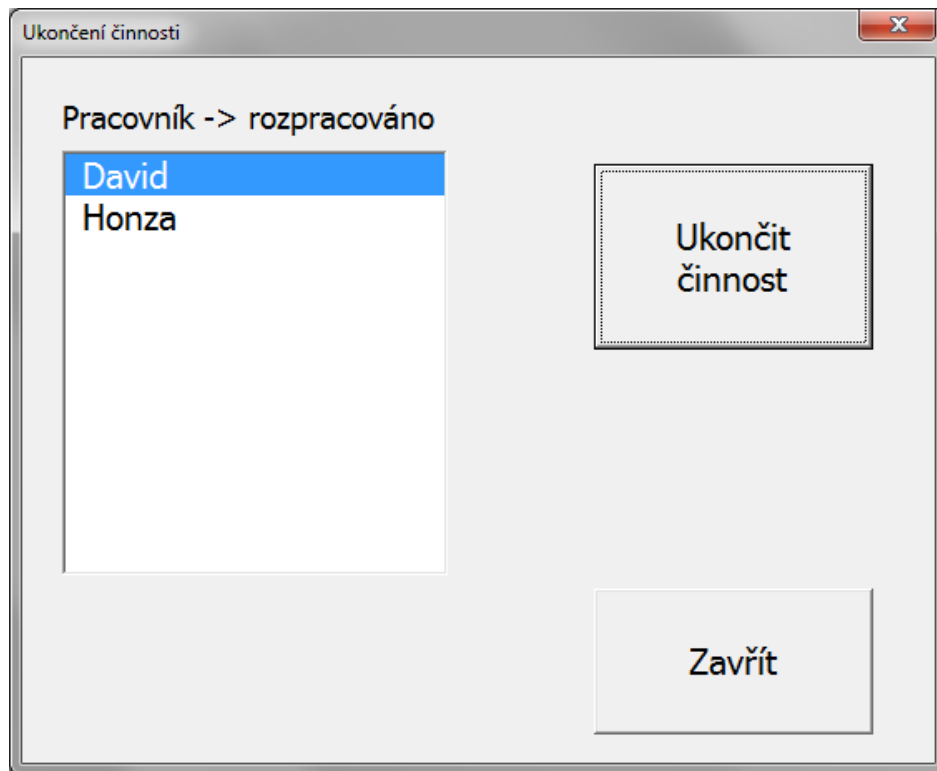 Ukončení činnosti
Pracovník -> rozpracováno
David
Honza
Ukončit
činnost
Zavřít